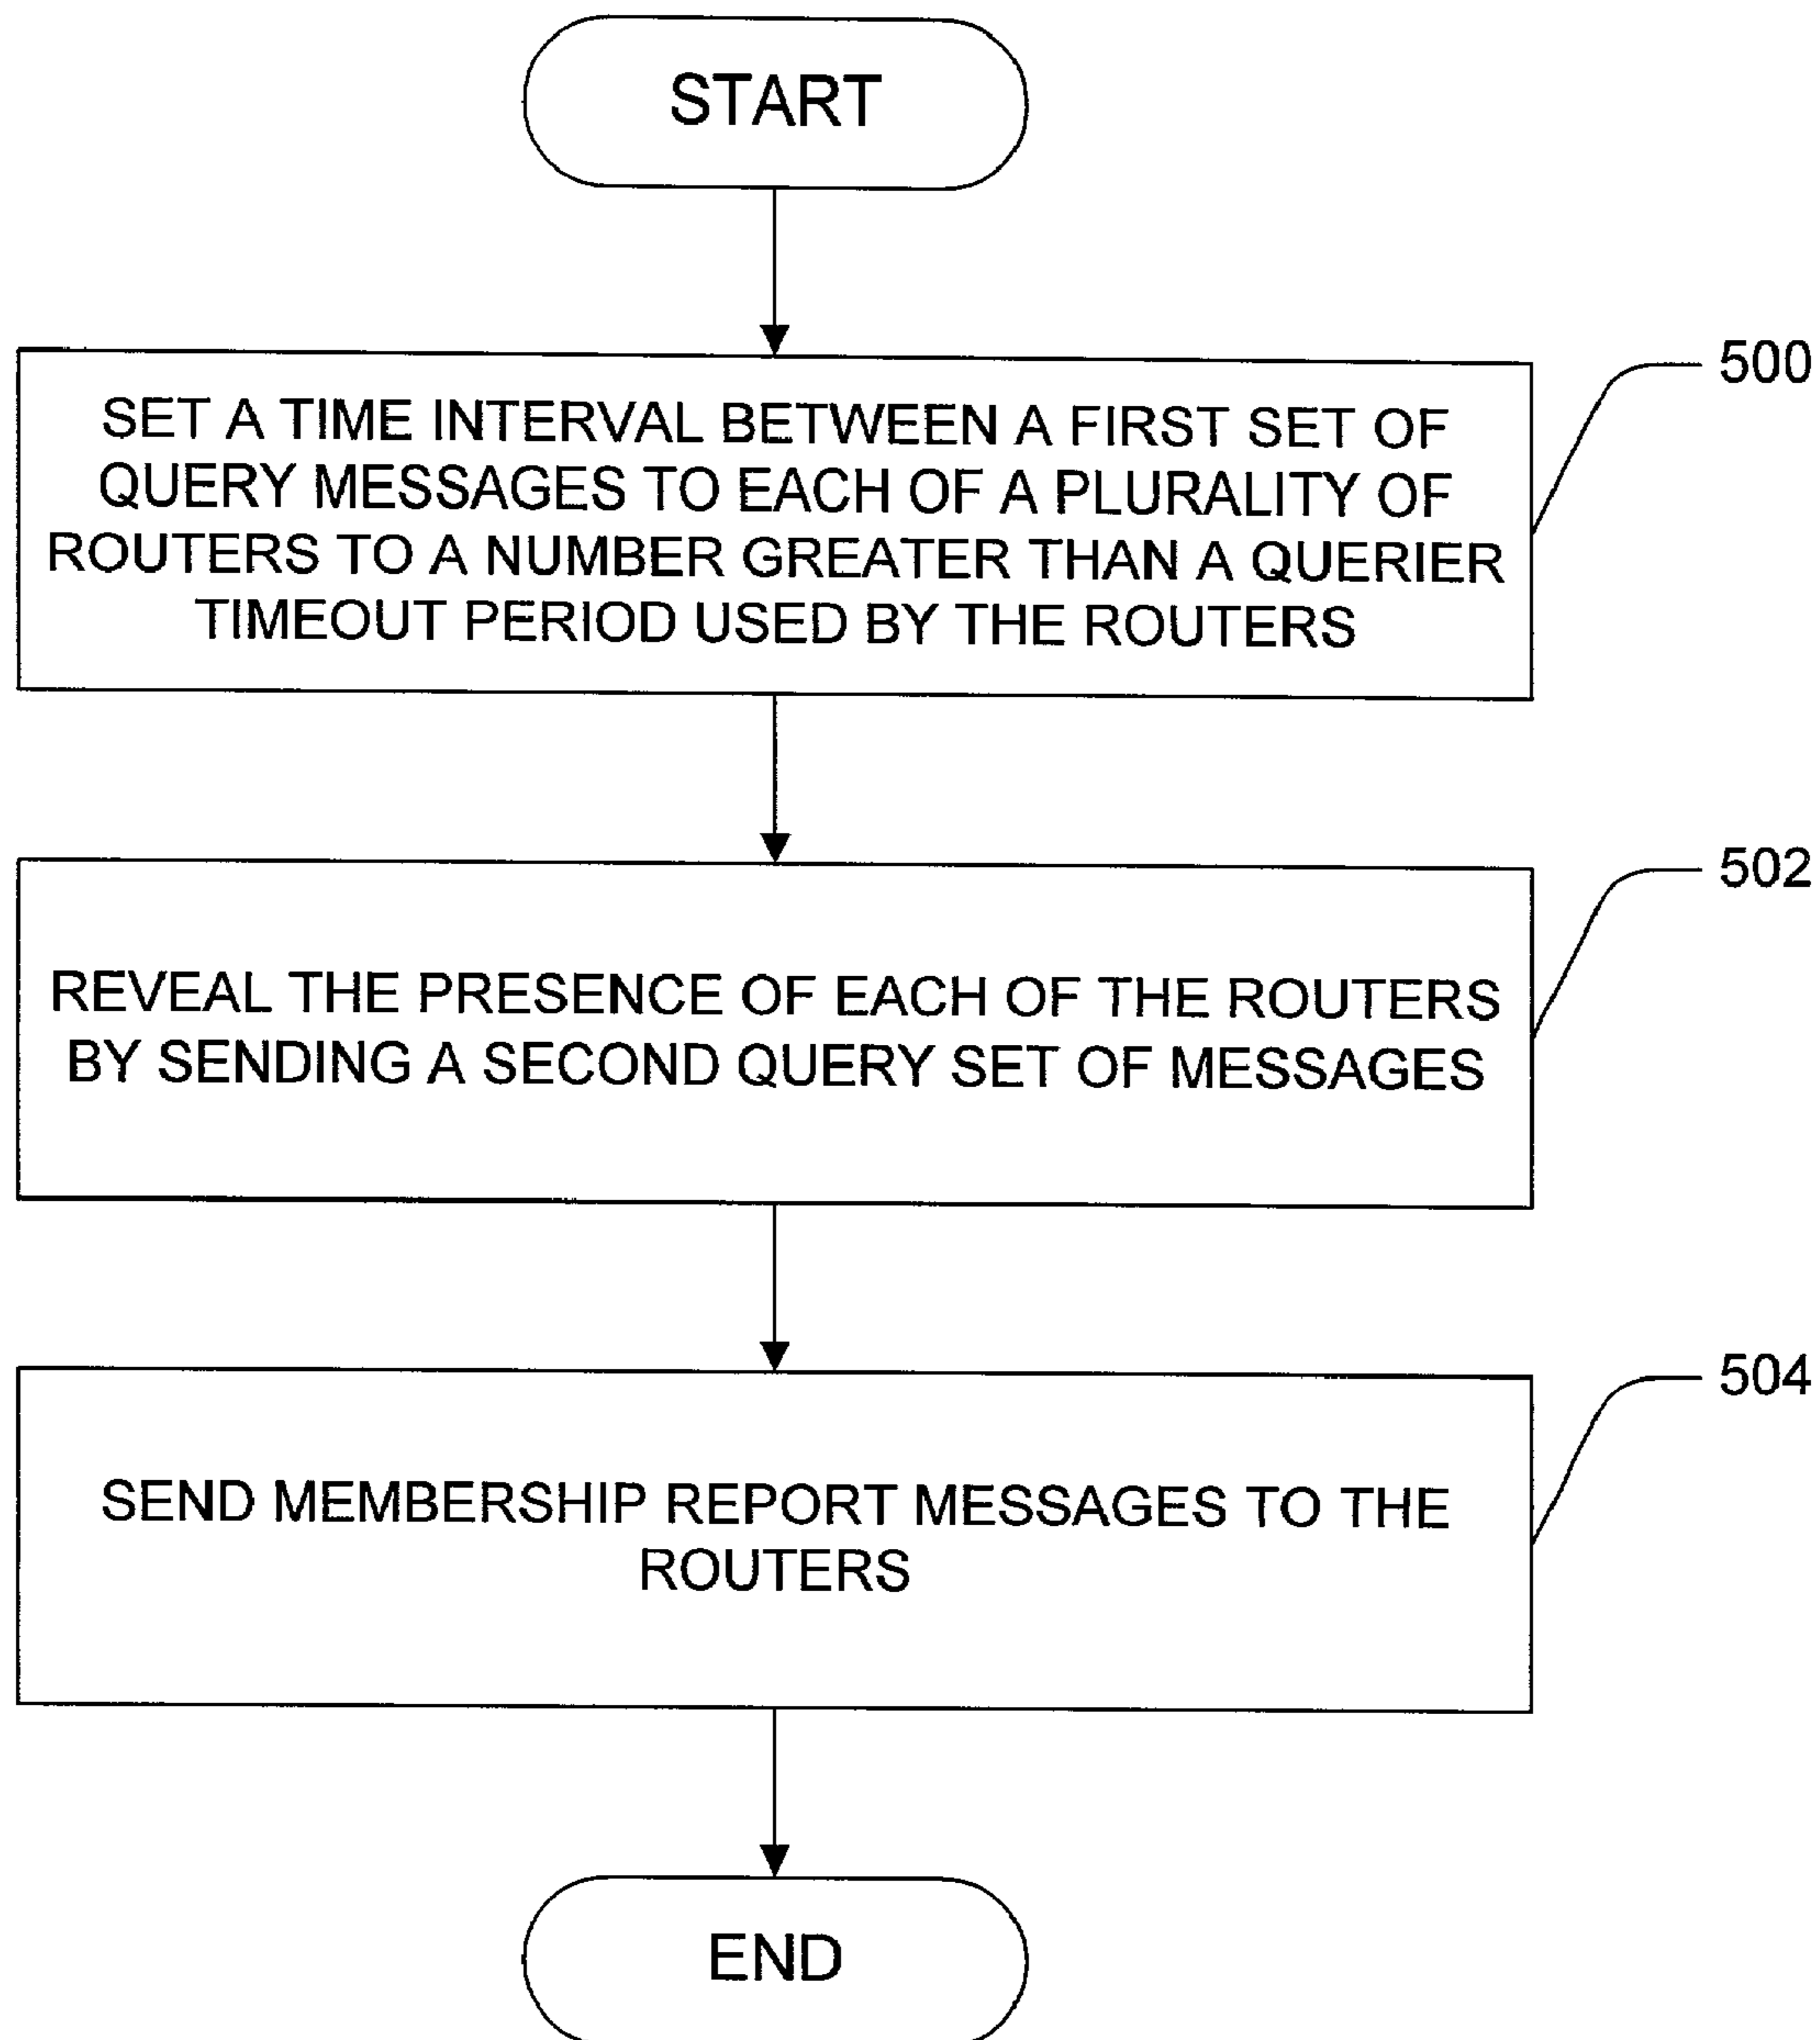 START
500
SET A TIME INTERVAL BETWEEN A FIRST SET OF
QUERY MESSAGES TO EACH OF A PLURALITY OF
ROUTERS TO A NUMBER GREATER THAN A QUERIER
TIMEOUT PERIOD USED BY THE ROUTERS
502
REVEAL THE PRESENCE OF EACH OF THE ROUTERS
BY SENDING A SECOND QUERY SET OF MESSAGES
504
SEND MEMBERSHIP REPORT MESSAGES TO THE
ROUTERS
END